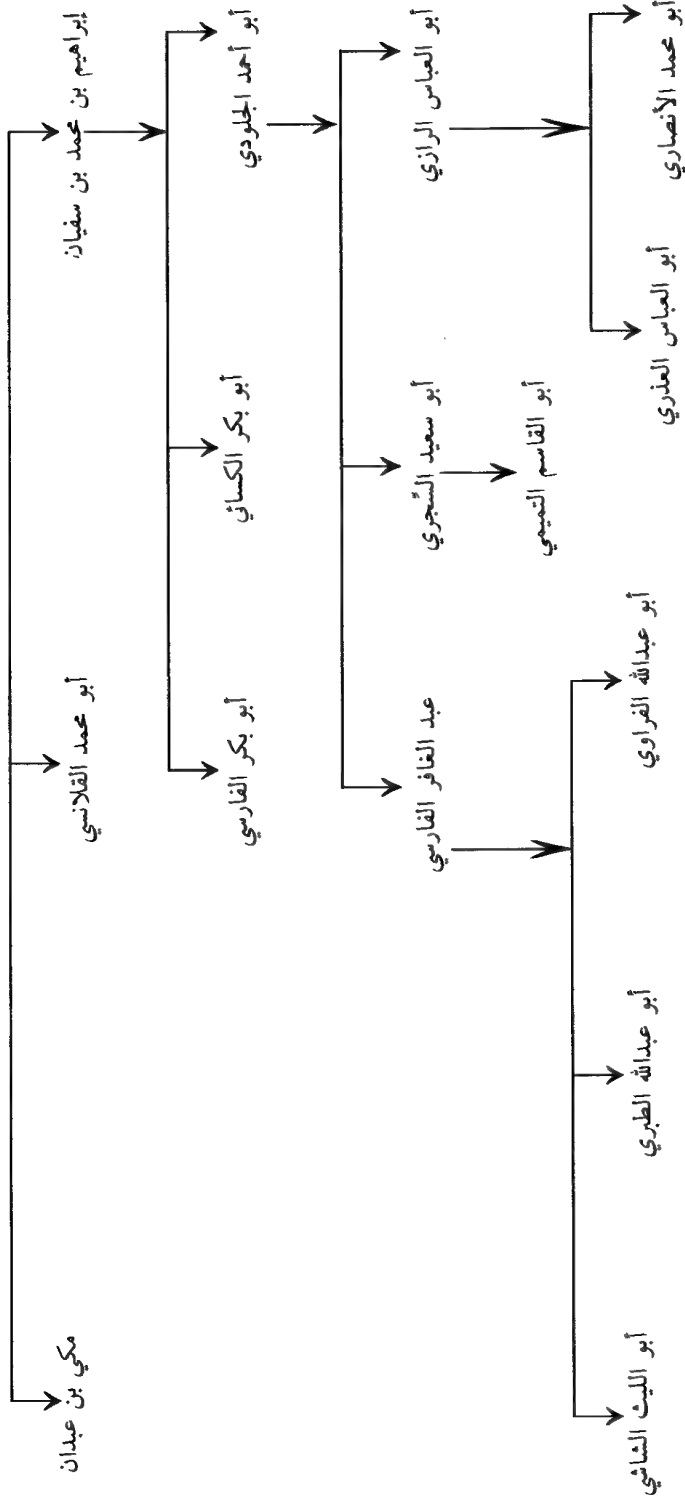 إبراهيم بن محمد بن سفيان
أبو محمد القلانسي
مكي بن عبدان
أبو أحمد الجلودي
أبو بكر الكسائي
أبو بكر الفارسي
أبو العباس الرازي
أبو سعيد السِّجزي
عبد الغافر الفارسي
أبو القاسم التميمي
أبو محمد الأنصاري
أبو العباس العذري
أبو عبدالله الفراوي
أبو عبدالله الطبري
أبو الليث الشاشي